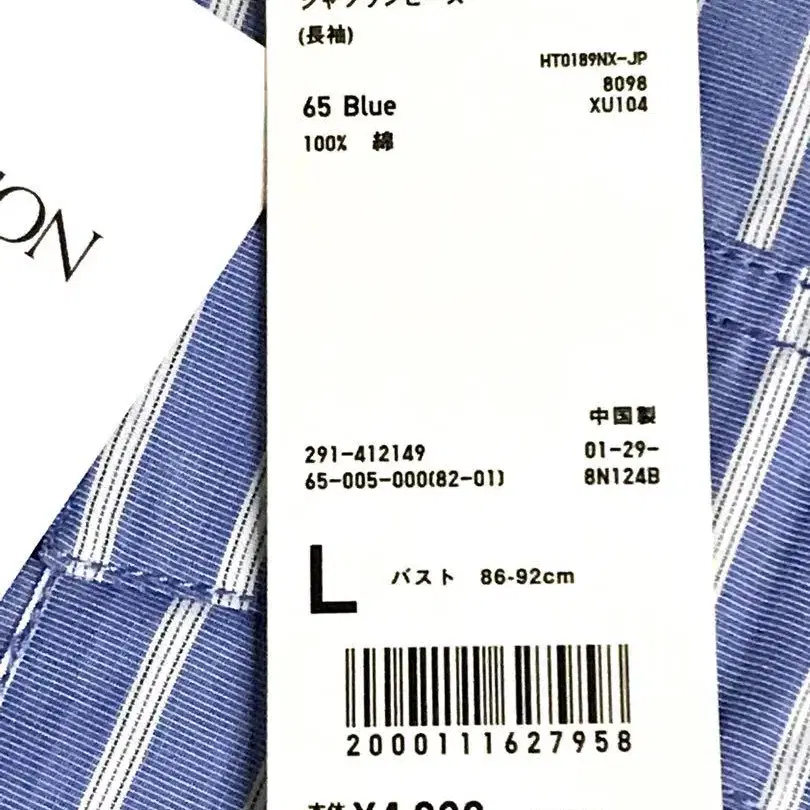 (長袖)
HT0189NX-JP
8098
65 Blue
XU104
100% 綿
中国製
291-412149
01-29-
65-005-000(82-01)
8N124B
L バスト 86-92cm
2000111627958